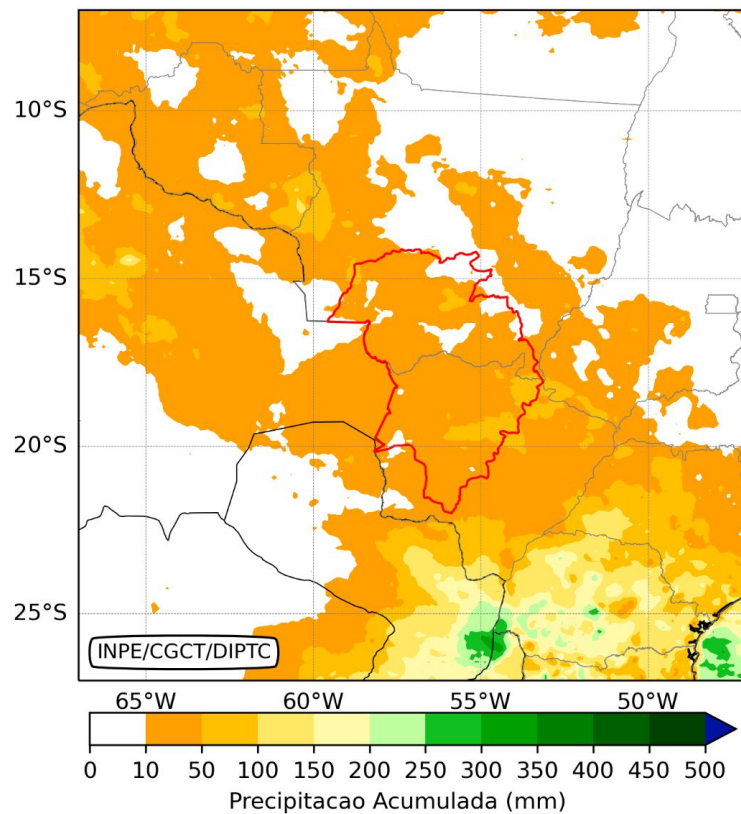 10°S
15°S
20°S
25°S
INPE/CGCT/DIPTC
65°W 60°W 55°W 50°W
0 10 50 100 150 200 250 300 350 400 450 500
Precipitacao Acumulada (mm)